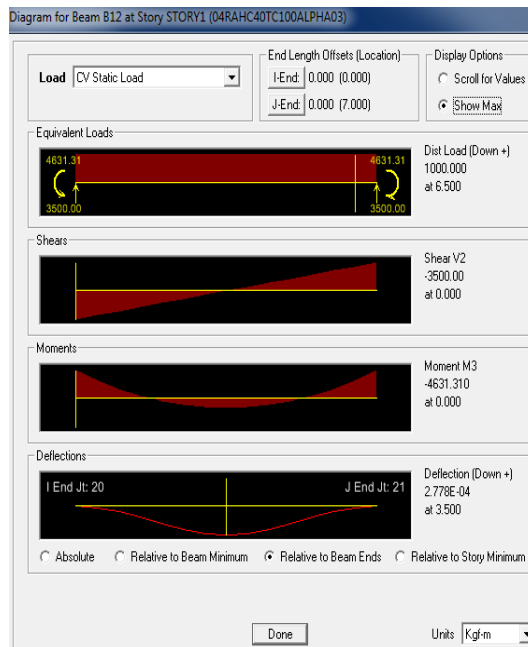 Diagram for Beam B12 at Story STORY1 (04RAHC40TC100ALPHA03)
Load CV Static Load
End Length Offsets (Location)
I-End: 0.000 (0.000)
J-End: 0.000 (7.000)
Display Options
Scroll for Values
Show Max
Equivalent Loads
4631.31 4631.31
3500.00 3500.00
Dist Load (Down +)
1000.000
at 6.500
Shears
Shear V2
-3500.00
at 0.000
Moments
Moment M3
-4631.310
at 0.000
Deflections
I End Jt: 20 J End Jt: 21
Deflection (Down +)
2.778E-04
at 3.500
Absolute Relative to Beam Minimum Relative to Beam Ends Relative to Story Minimum
Done Units Kgf-m